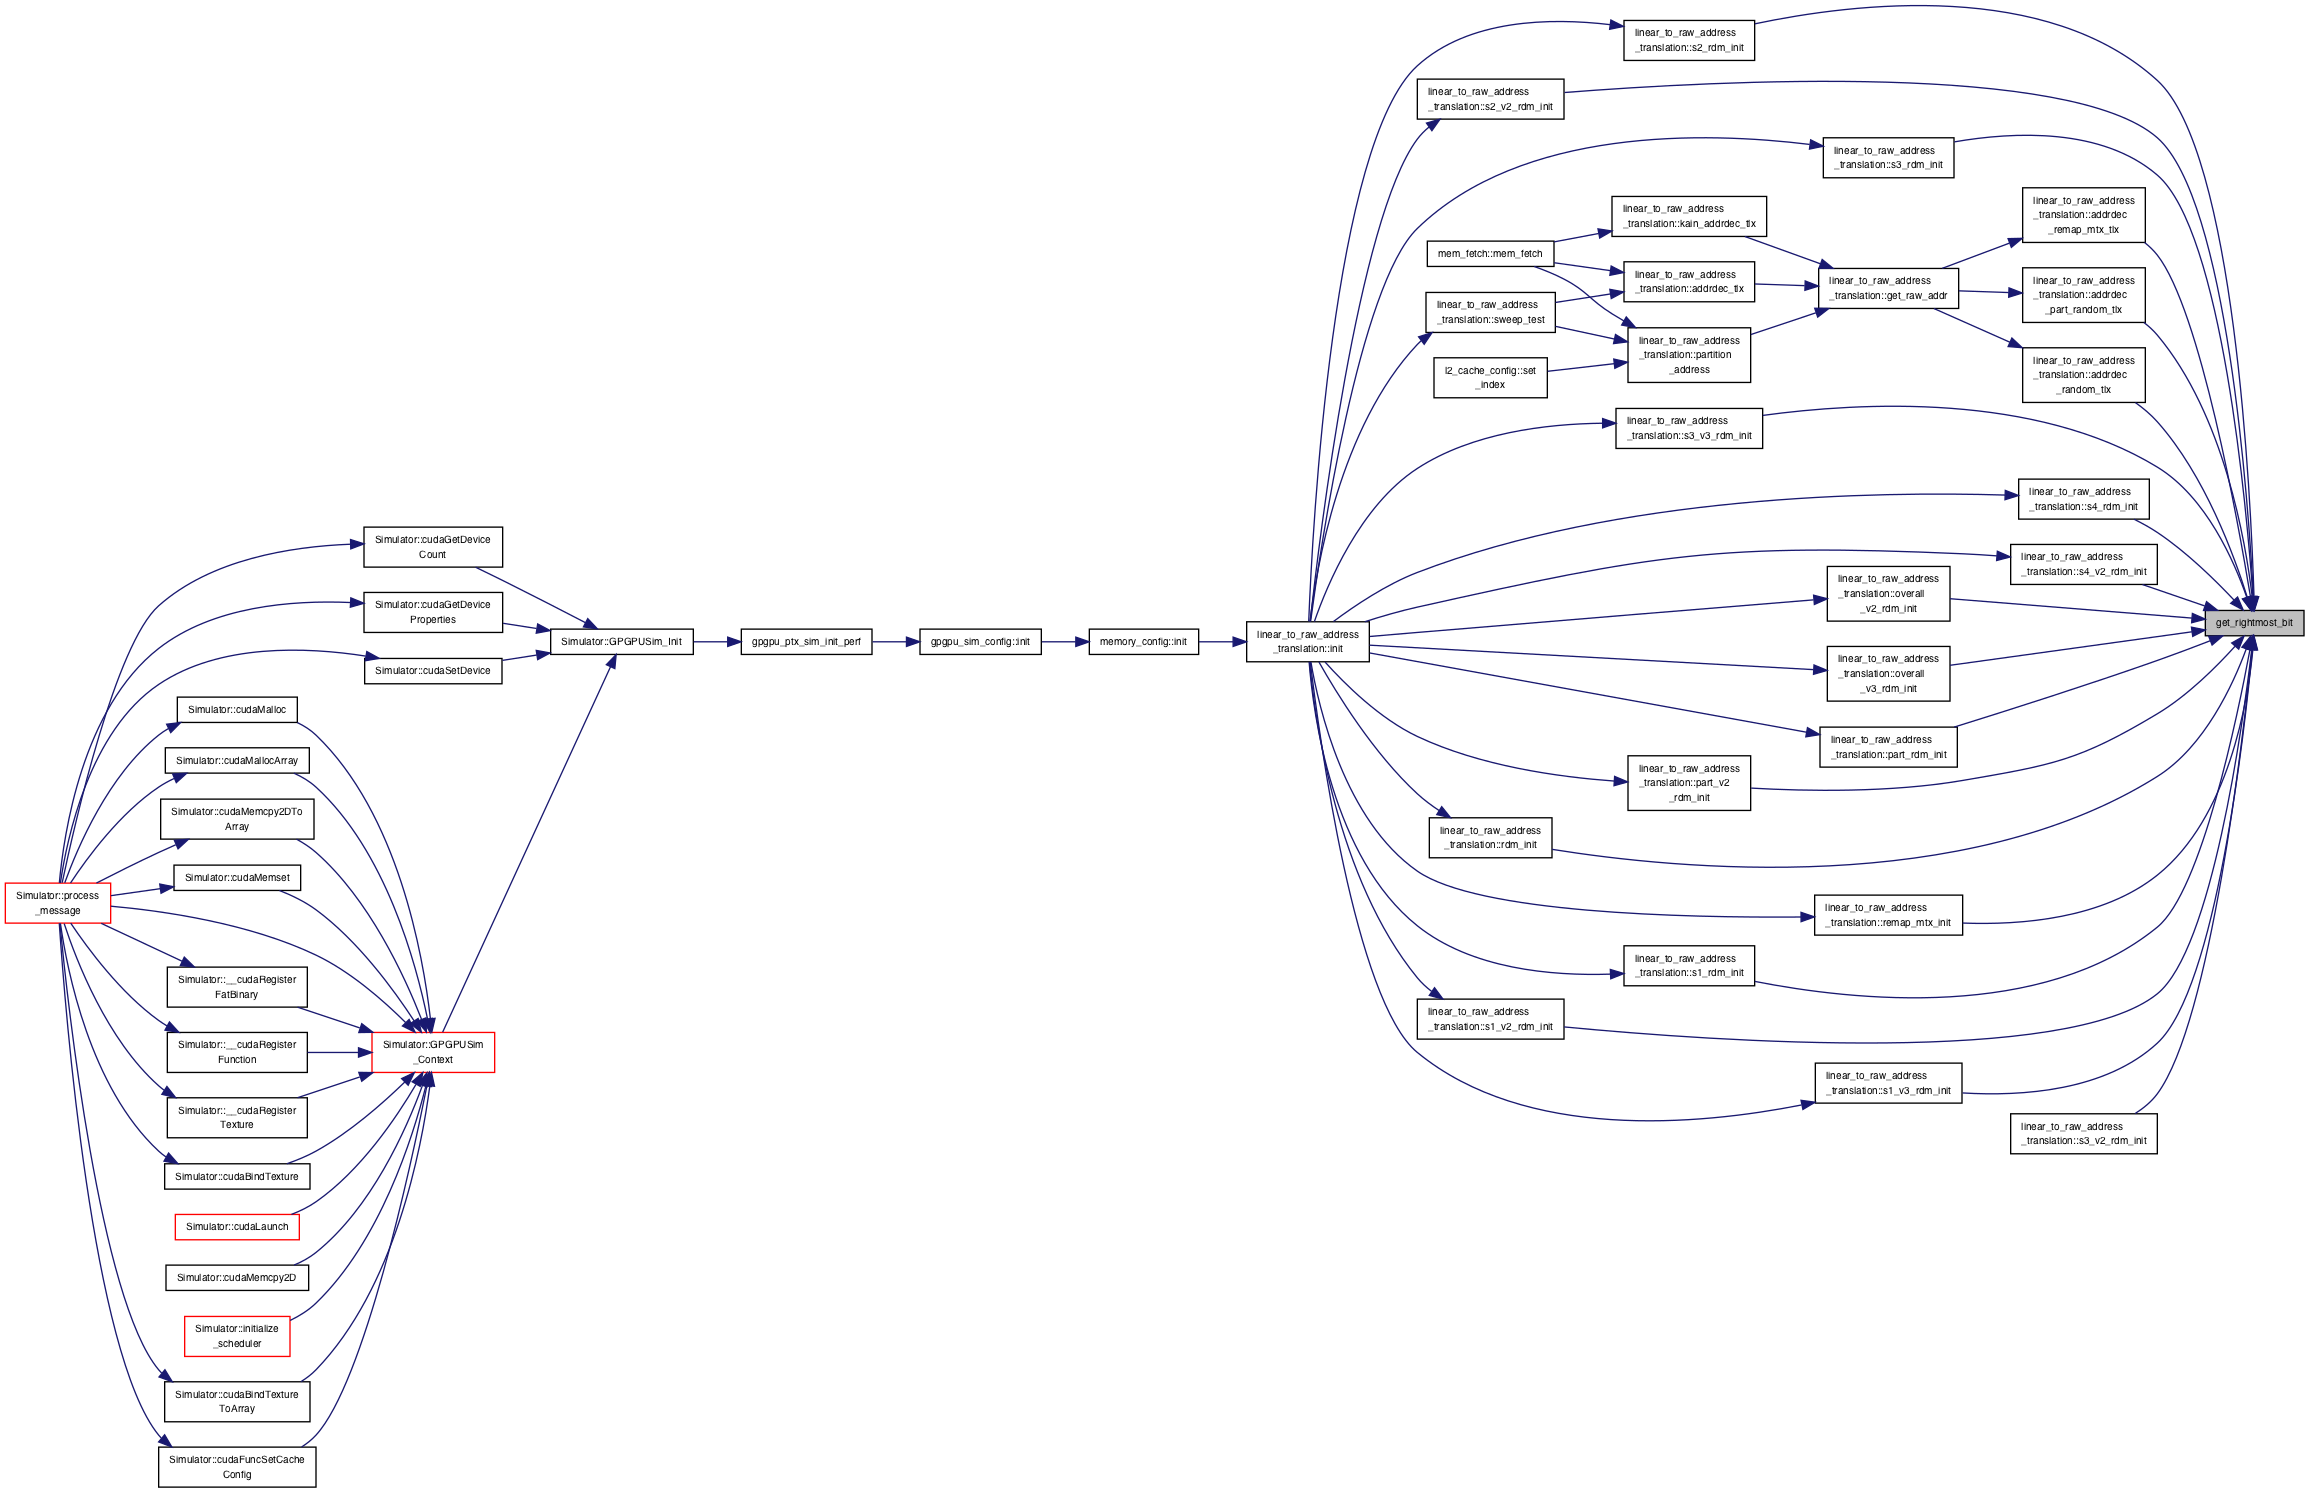 linear_to_raw_address
_translation::s2_rdm_init
linear_to_raw_address
_translation::s2_v2_rdm_init
linear_to_raw_address
_translation::s3_rdm_init
linear_to_raw_address
_translation::kain_addrdec_tlx
linear_to_raw_address
_translation::addrdec
_remap_mtx_tlx
mem_fetch::mem_fetch
linear_to_raw_address
_translation::addrdec_tlx
linear_to_raw_address
_translation::get_raw_addr
linear_to_raw_address
_translation::addrdec
_part_random_tlx
linear_to_raw_address
_translation::sweep_test
linear_to_raw_address
_translation::partition
_address
l2_cache_config::set
_index
linear_to_raw_address
_translation::addrdec
_random_tlx
linear_to_raw_address
_translation::s3_v3_rdm_init
linear_to_raw_address
_translation::s4_rdm_init
linear_to_raw_address
_translation::s4_v2_rdm_init
linear_to_raw_address
_translation::overall
_v2_rdm_init
get_rightmost_bit
Simulator::cudaGetDevice
Count
Simulator::cudaGetDevice
Properties
Simulator::cudaSetDevice
Simulator::GPGPUSim_Init
gpgpu_ptx_sim_init_perf
gpgpu_sim_config::init
memory_config::init
linear_to_raw_address
_translation::init
linear_to_raw_address
_translation::overall
_v3_rdm_init
linear_to_raw_address
_translation::part_rdm_init
linear_to_raw_address
_translation::part_v2
_rdm_init
linear_to_raw_address
_translation::rdm_init
linear_to_raw_address
_translation::remap_mtx_init
linear_to_raw_address
_translation::s1_rdm_init
linear_to_raw_address
_translation::s1_v2_rdm_init
linear_to_raw_address
_translation::s1_v3_rdm_init
linear_to_raw_address
_translation::s3_v2_rdm_init
Simulator::cudaMalloc
Simulator::cudaMallocArray
Simulator::cudaMemcpy2DTo
Array
Simulator::cudaMemset
Simulator::process
_message
Simulator::__cudaRegister
FatBinary
Simulator::__cudaRegister
Function
Simulator::GPGPUSim
_Context
Simulator::__cudaRegister
Texture
Simulator::cudaBindTexture
Simulator::cudaLaunch
Simulator::cudaMemcpy2D
Simulator::initialize
_scheduler
Simulator::cudaBindTexture
ToArray
Simulator::cudaFuncSetCache
Config